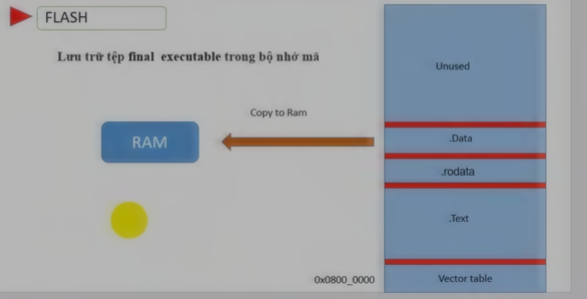 FLASH
Lưu trữ tệp final executable trong bộ nhớ mã
Unused
Copy to Ram
.Data
RAM
.rodata
.Text
0x0800_0000
Vector table